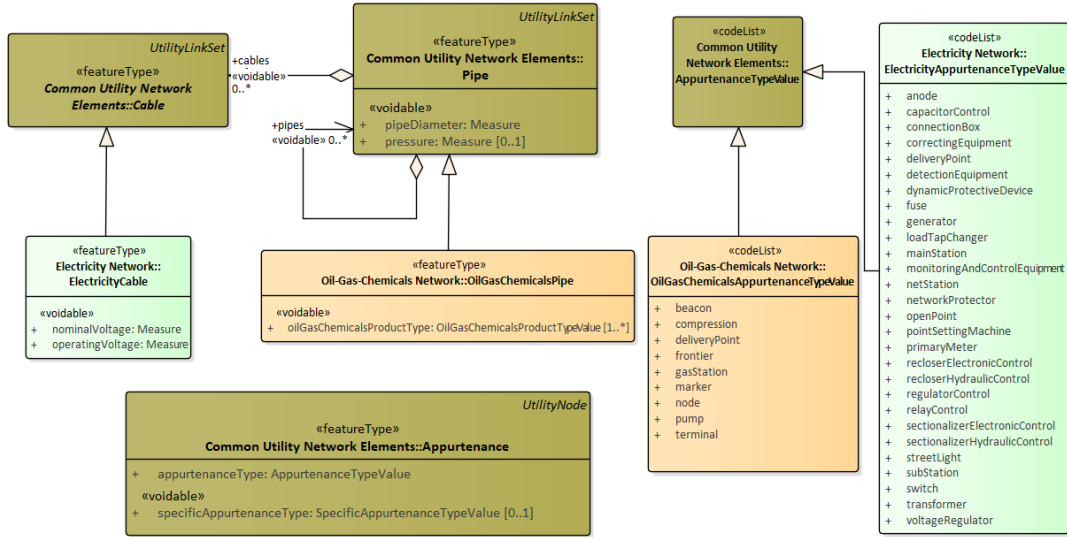 UtilityLinkSet
«featureType»
Common Utility Network
Elements::Cable
+cables
«voidable»
0..*
UtilityLinkSet
«featureType»
Common Utility Network Elements::
Pipe
«voidable»
+ pipeDiameter: Measure
+ pressure: Measure [0..1]
+pipes
«voidable» 0..*
«featureType»
Electricity Network::
ElectricityCable
«voidable»
+ nominalVoltage: Measure
+ operatingVoltage: Measure
«featureType»
Oil-Gas-Chemicals Network::OilGasChemicalsPipe
«voidable»
+ oilGasChemicalsProductType: OilGasChemicalsProductTypeValue [1..*]
UtilityNode
«featureType»
Common Utility Network Elements::Appurtenance
+ appurtenanceType: AppurtenanceTypeValue
«voidable»
+ specificAppurtenanceType: SpecificAppurtenanceTypeValue [0..1]
«codeList»
Common Utility
Network Elements::
AppurtenanceTypeValue
«codeList»
Oil-Gas-Chemicals Network::
OilGasChemicalsAppurtenanceTypeValue
+ beacon
+ compression
+ deliveryPoint
+ frontier
+ gasStation
+ marker
+ node
+ pump
+ terminal
«codeList»
Electricity Network::
ElectricityAppurtenanceTypeValue
+ anode
+ capacitorControl
+ connectionBox
+ correctingEquipment
+ deliveryPoint
+ detectionEquipment
+ dynamicProtectiveDevice
+ fuse
+ generator
+ loadTapChanger
+ mainStation
+ monitoringAndControlEquipment
+ netStation
+ networkProtector
+ openPoint
+ pointSettingMachine
+ primaryMeter
+ recloserElectronicControl
+ recloserHydraulicControl
+ regulatorControl
+ relayControl
+ sectionalizerElectronicControl
+ sectionalizerHydraulicControl
+ streetLight
+ subStation
+ switch
+ transformer
+ voltageRegulator